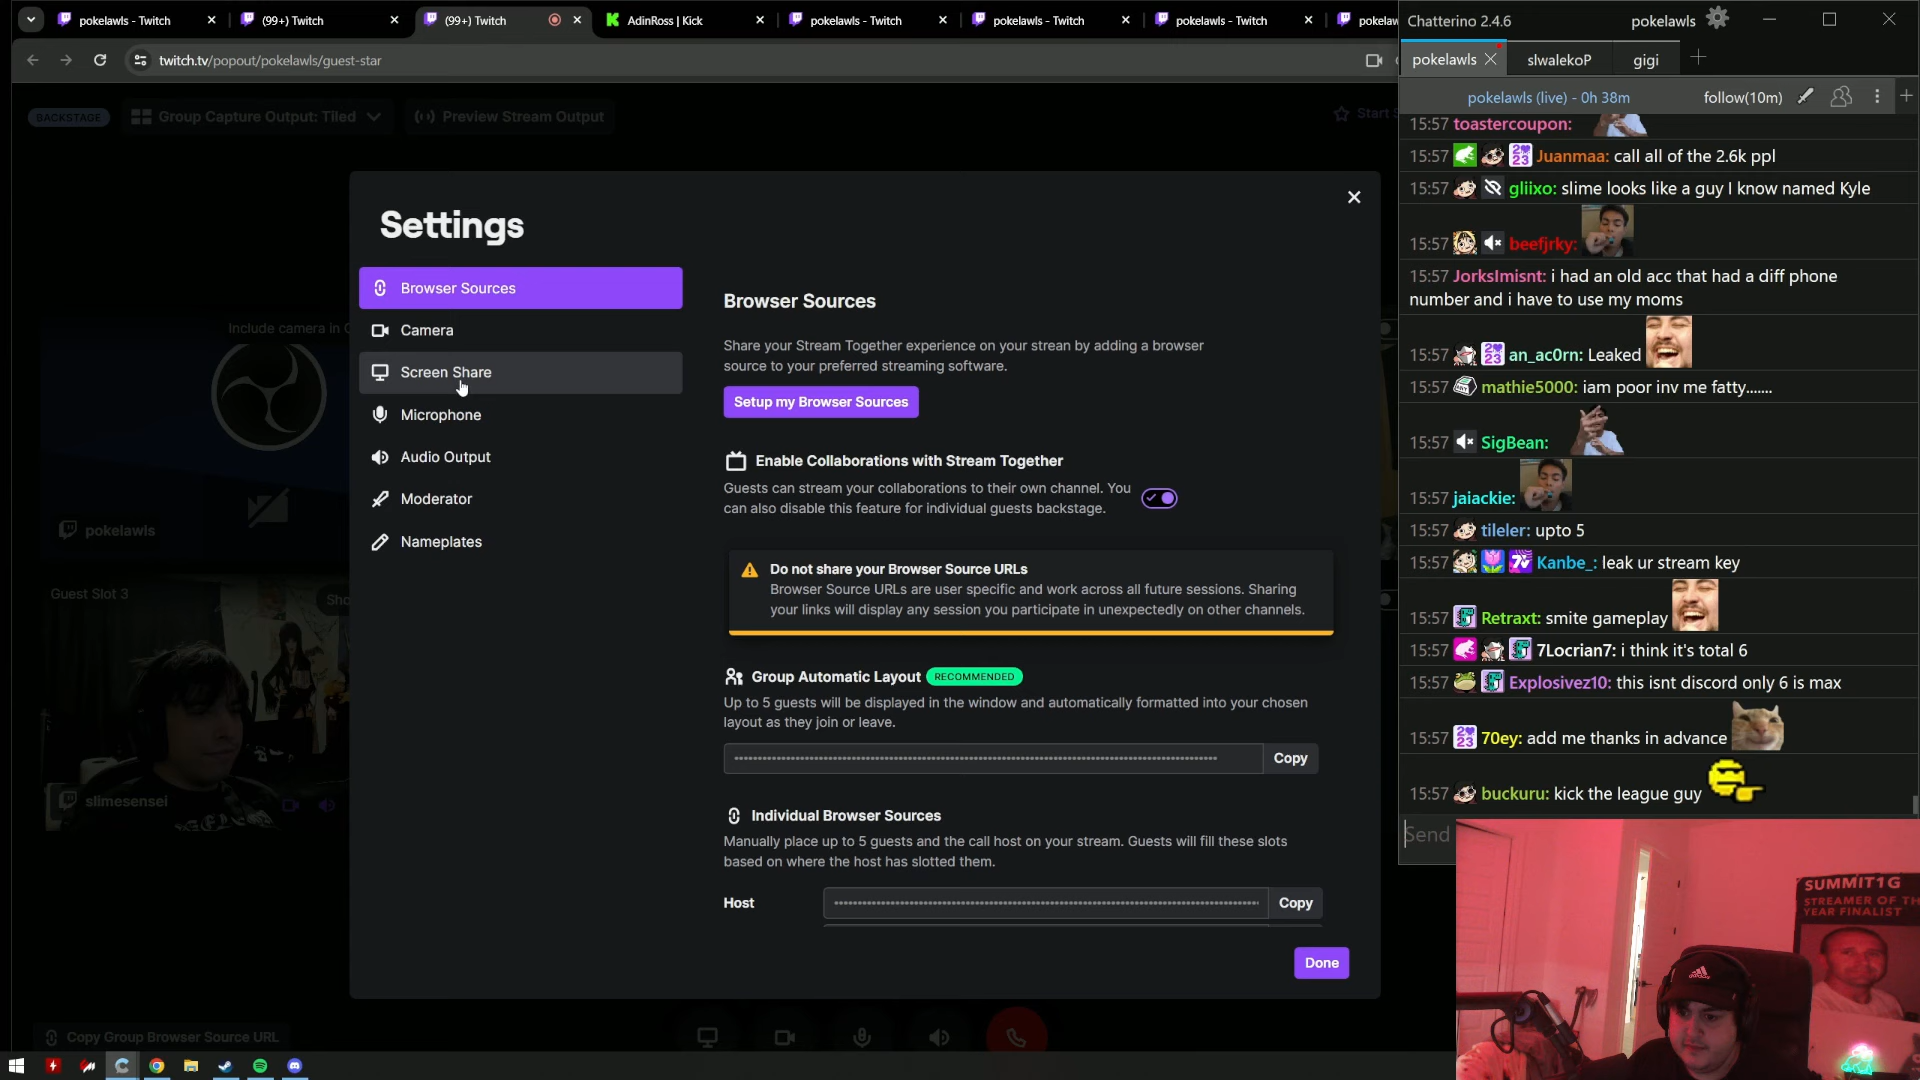 pokelawls - Twitch
(99+) Twitch
(99+) Twitch
AdinRoss | Kick
pokelawls - Twitch
pokelawls - Twitch
pokelawls - Twitch
pokelaw
twitch.tv/popout/pokelawls/guest-star
BACKSTAGE
Group Capture Output: Tiled
Preview Stream Output
Start S
Include camera in G
pokelawls
Guest Slot 3
Sho
slimesensei
Copy Group Browser Source URL
Settings
Browser Sources
Camera
Screen Share
Microphone
Audio Output
Moderator
Nameplates
Browser Sources
Share your Stream Together experience on your strean by adding a browser
source to your preferred streaming software.
Setup my Browser Sources
Enable Collaborations with Stream Together
Guests can stream your collaborations to their own channel. You
can also disable this feature for individual guests backstage.
Do not share your Browser Source URLs
Browser Source URLs are user specific and work across all future sessions. Sharing
your links will display any session you participate in unexpectedly on other channels.
Group Automatic Layout RECOMMENDED
Up to 5 guests will be displayed in the window and automatically formatted into your chosen
layout as they join or leave.
Copy
Individual Browser Sources
Manually place up to 5 guests and the call host on your stream. Guests will fill these slots
based on where the host has slotted them.
Host
Copy
Done
Chatterino 2.4.6
pokelawls
pokelawls
slwalekoP
gigi
pokelawls (live) - 0h 38m
follow(10m)
15:57 toastercoupon:
15:57 Juanmaa: call all of the 2.6k ppl
15:57 gliixo: slime looks like a guy I know named Kyle
15:57 beefjrky:
15:57 JorksImisnt: i had an old acc that had a diff phone
number and i have to use my moms
15:57 an_ac0rn: Leaked
15:57 mathie5000: iam poor inv me fatty.......
15:57 SigBean:
15:57 jaiackie:
15:57 tileler: upto 5
15:57 Kanbe_: leak ur stream key
15:57 Retraxt: smite gameplay
15:57 7Locrian7: i think it's total 6
15:57 Explosivez10: this isnt discord only 6 is max
15:57 70ey: add me thanks in advance
15:57 buckuru: kick the league guy
Send
SUMMIT1G
STREAMER OF TH
YEAR FINALIST